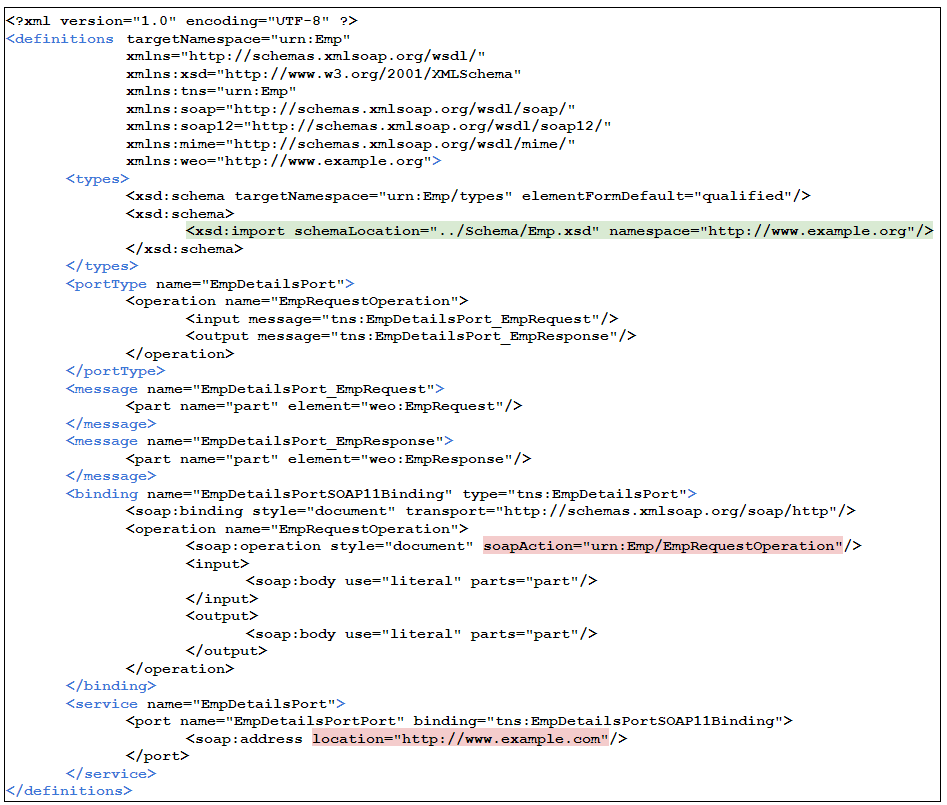 <?xml version="1.0" encoding="UTF-8" ?>
<definitions targetNamespace="urn:Emp"
xmlns="http://schemas.xmlsoap.org/wsdl/"
xmlns:xsd="http://www.w3.org/2001/XMLSchema"
xmlns:tns="urn:Emp"
xmlns:soap="http://schemas.xmlsoap.org/wsdl/soap/"
xmlns:soap12="http://schemas.xmlsoap.org/wsdl/soap12/"
xmlns:mime="http://schemas.xmlsoap.org/wsdl/mime/"
xmlns:weo="http://www.example.org">
<types>
<xsd:schema targetNamespace="urn:Emp/types" elementFormDefault="qualified"/>
<xsd:schema>
<xsd:import schemaLocation="../Schema/Emp.xsd" namespace="http://www.example.org"/>
</xsd:schema>
</types>
<portType name="EmpDetailsPort">
<operation name="EmpRequestOperation">
<input message="tns:EmpDetailsPort_EmpRequest"/>
<output message="tns:EmpDetailsPort_EmpResponse"/>
</operation>
</portType>
<message name="EmpDetailsPort_EmpRequest">
<part name="part" element="weo:EmpRequest"/>
</message>
<message name="EmpDetailsPort_EmpResponse">
<part name="part" element="weo:EmpResponse"/>
</message>
<binding name="EmpDetailsPortSOAP11Binding" type="tns:EmpDetailsPort">
<soap:binding style="document" transport="http://schemas.xmlsoap.org/soap/http"/>
<operation name="EmpRequestOperation">
<soap:operation style="document" soapAction="urn:Emp/EmpRequestOperation"/>
<input>
<soap:body use="literal" parts="part"/>
</input>
<output>
<soap:body use="literal" parts="part"/>
</output>
</operation>
</binding>
<service name="EmpDetailsPort">
<port name="EmpDetailsPortPort" binding="tns:EmpDetailsPortSOAP11Binding">
<soap:address location="http://www.example.com"/>
</port>
</service>
</definitions>